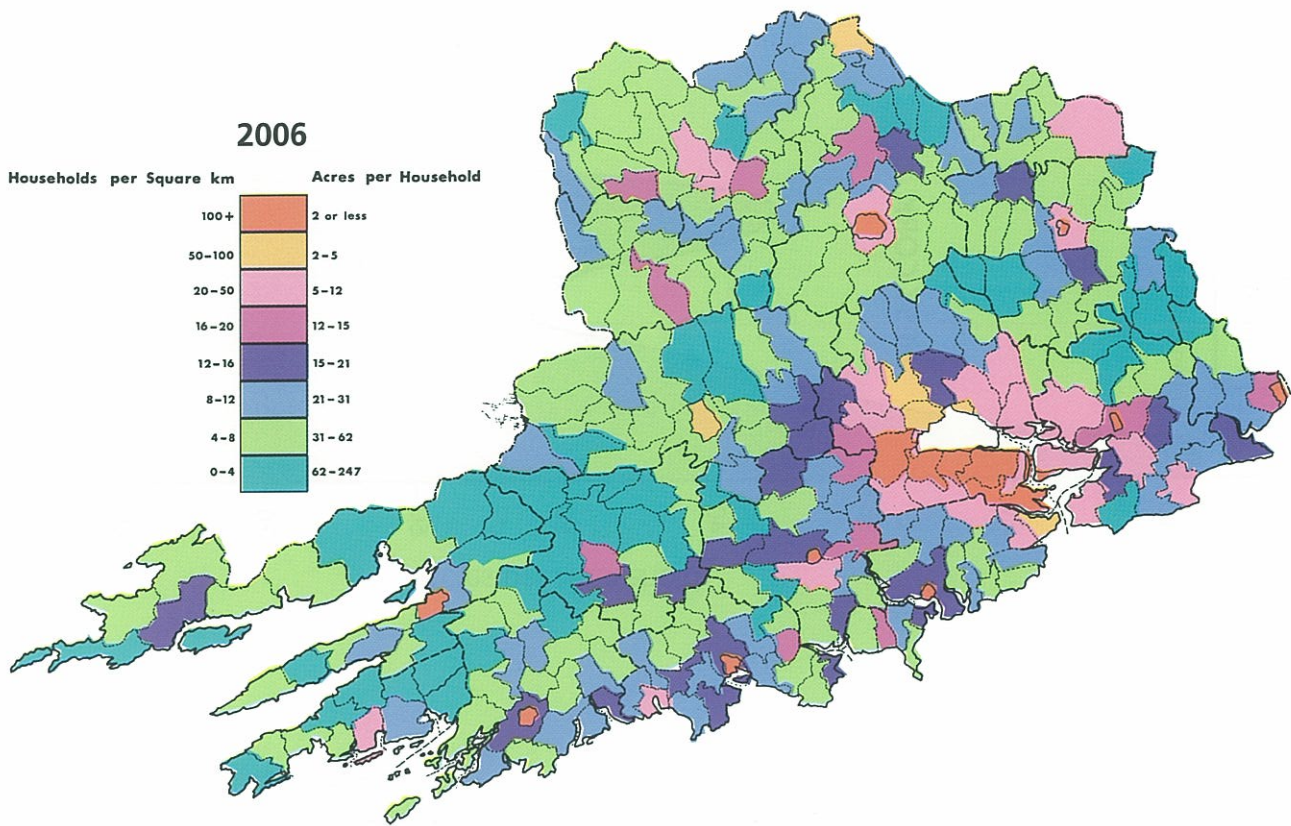 2006
Households per Square km
Acres per Household
100+ 2 or less
50-100 2-5
20-50 5-12
16-20 12-15
12-16 15-21
8-12 21-31
4-8 31-62
0-4 62-247